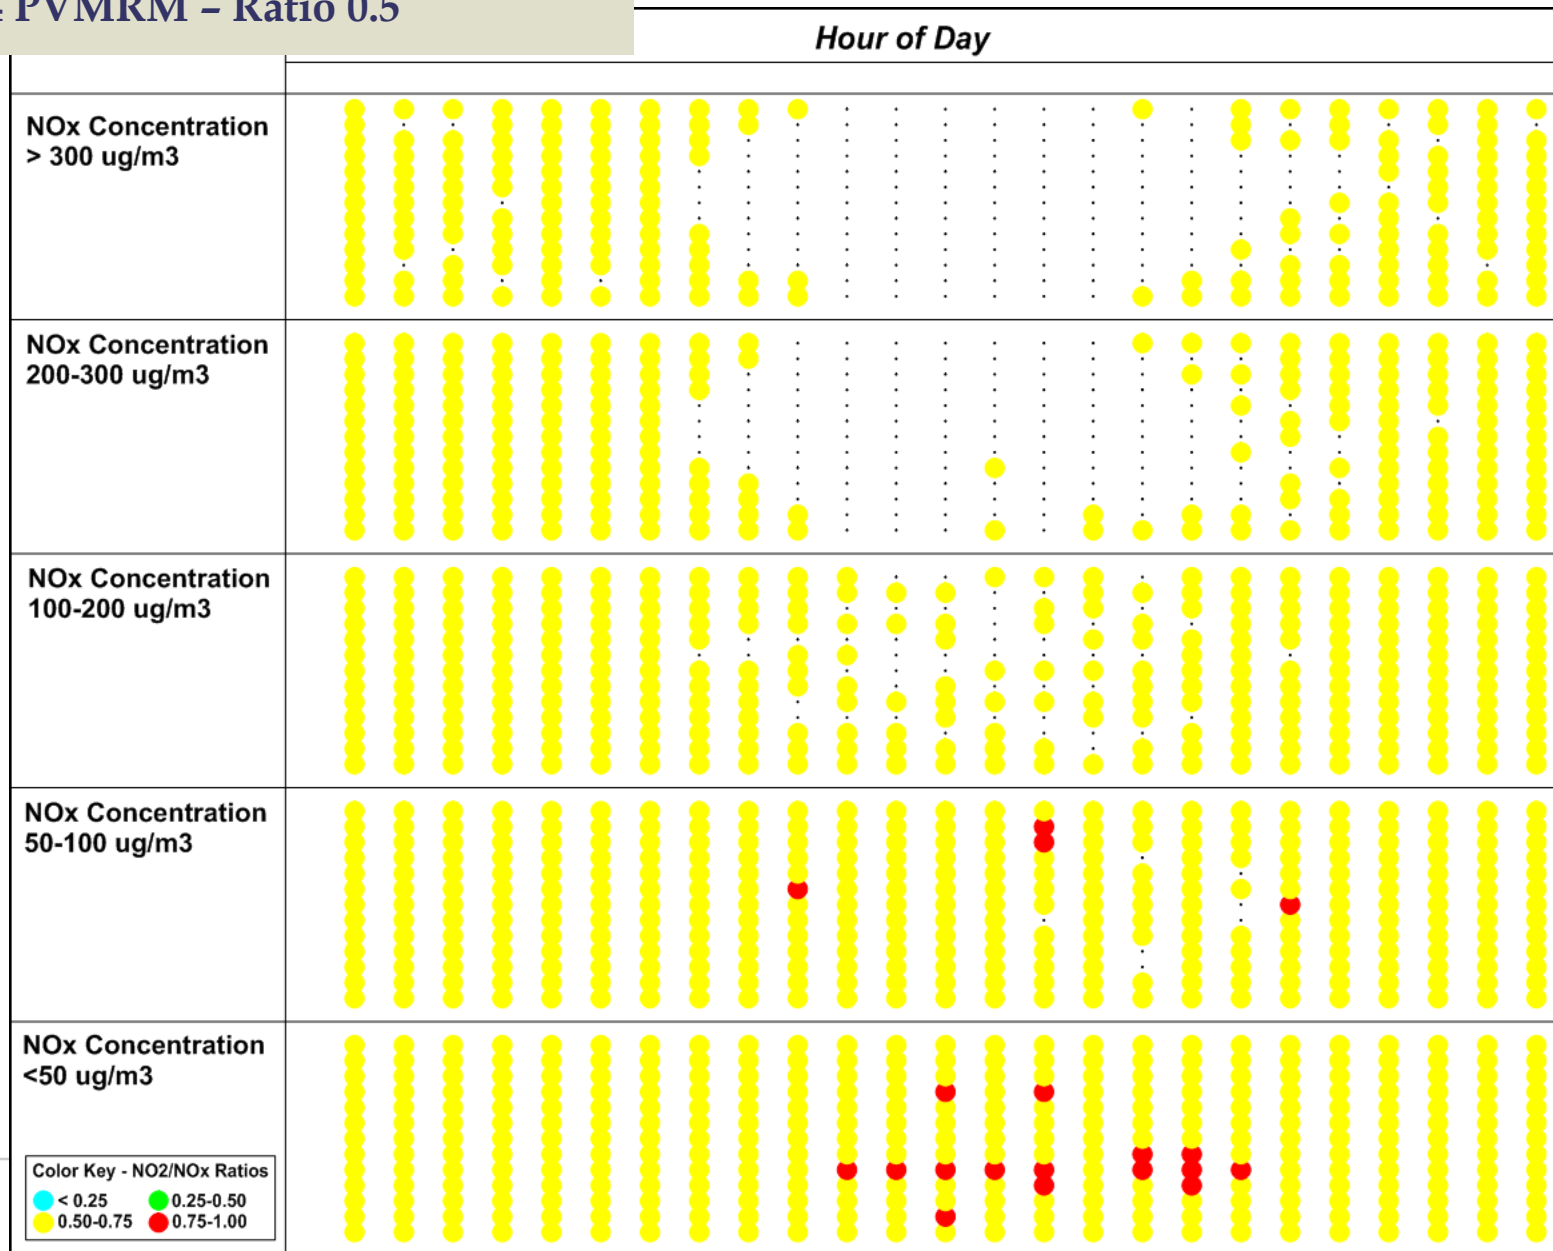 PVMRM – Ratio 0.5
Hour of Day
NOx Concentration
> 300 ug/m3
NOx Concentration
200-300 ug/m3
NOx Concentration
100-200 ug/m3
NOx Concentration
50-100 ug/m3
NOx Concentration
<50 ug/m3
Color Key - NO2/NOx Ratios
< 0.25 0.25-0.50
0.50-0.75 0.75-1.00